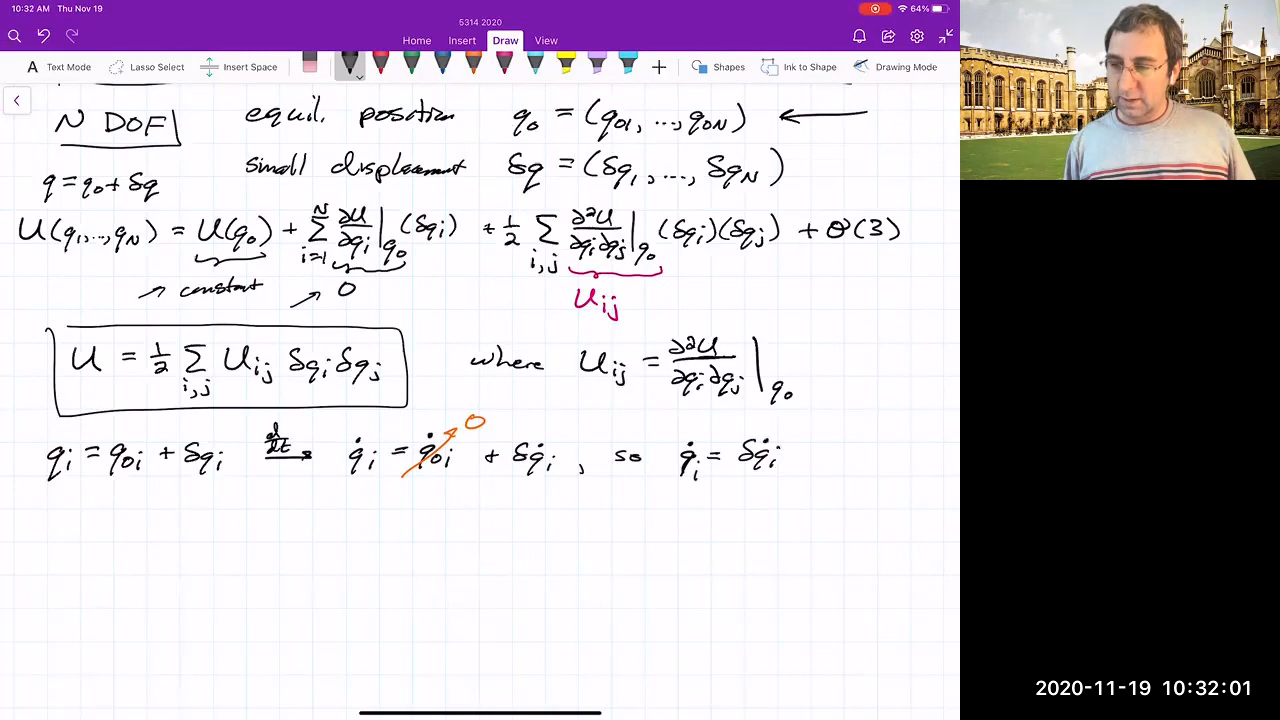 10:32 AM Thu Nov 19
64%
5314 2020
Home Insert Draw View
Text Mode Lasso Select Insert Space Shapes Ink to Shape Drawing Mode
N DOF equil. position q₀ = (q₀₁, ..., q₀N) ←
small displacement δq = (δq₁, ..., δqN)
q = q₀ + δq
U(q₁,...,qN) = U(q₀) + ∑ᵢ₌₁ᴺ ∂U/∂qᵢ|q₀ (δqᵢ) + 1/2 ∑ᵢ,ⱼ ∂²U/∂qᵢ∂qⱼ|q₀ (δqᵢ)(δqⱼ) + O(3)
↗ constant ↗ 0 Uᵢⱼ
U = 1/2 ∑ᵢ,ⱼ Uᵢⱼ δqᵢ δqⱼ where Uᵢⱼ = ∂²U/∂qᵢ∂qⱼ|q₀
0
qᵢ = q₀ᵢ + δqᵢ d/dt → q̇ᵢ = q̇₀ᵢ + δq̇ᵢ , so q̇ᵢ = δq̇ᵢ
2020-11-19 10:32:01